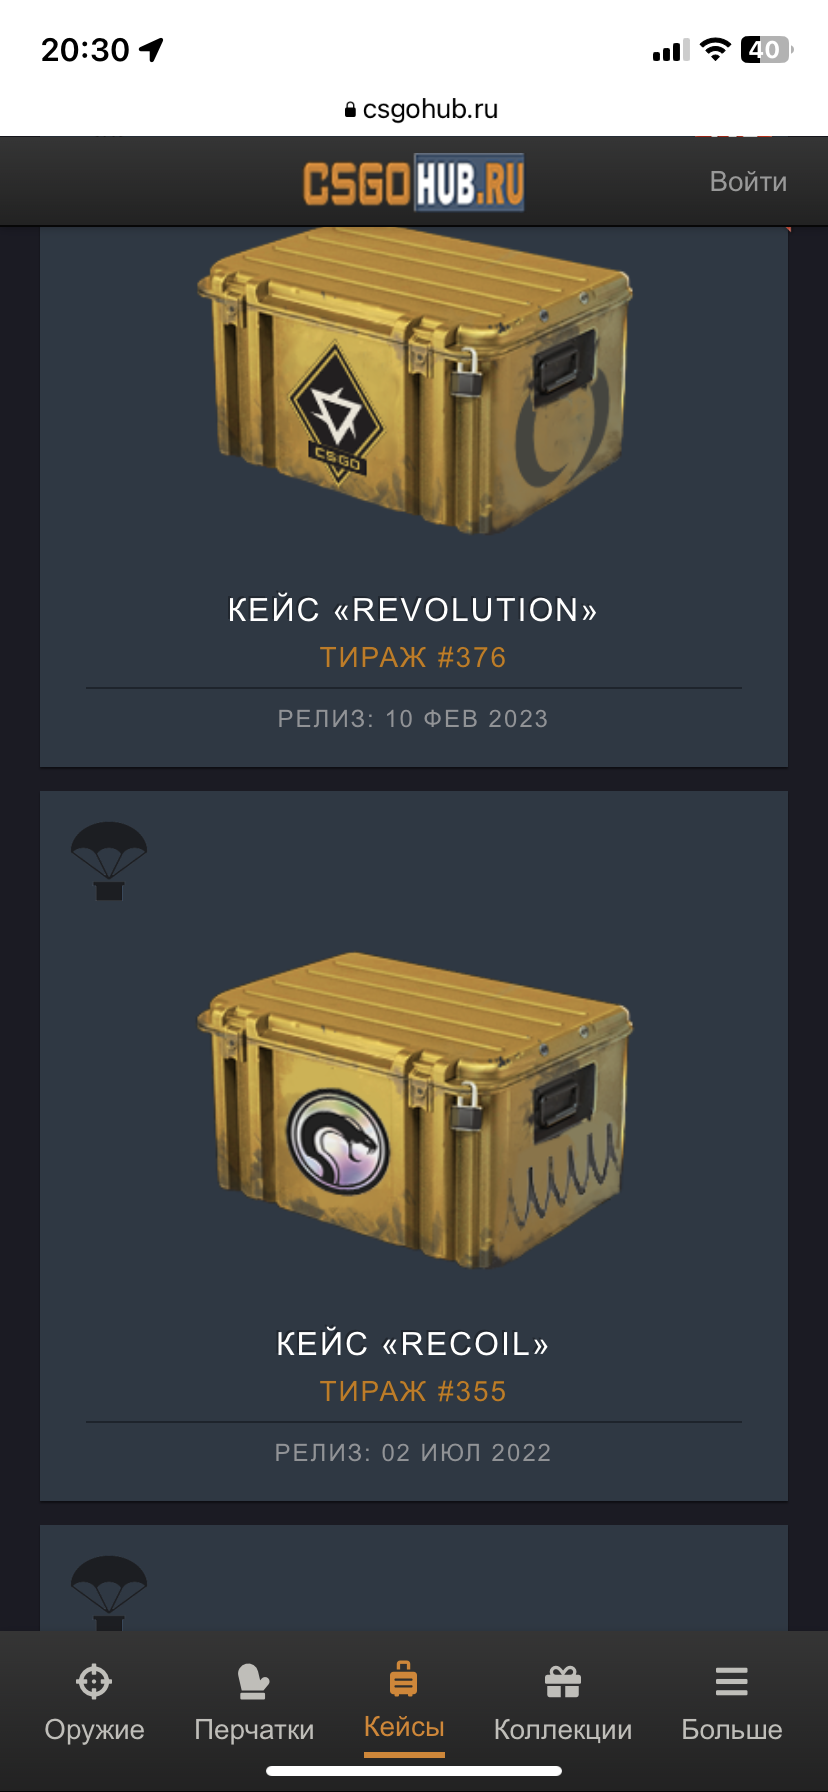 20:30
40
csgohub.ru
CSGOHUB.RU
Войти
CS:GO
КЕЙС «REVOLUTION»
ТИРАЖ #376
РЕЛИЗ: 10 ФЕВ 2023
КЕЙС «RECOIL»
ТИРАЖ #355
РЕЛИЗ: 02 ИЮЛ 2022
Оружие
Перчатки
Кейсы
Коллекции
Больше